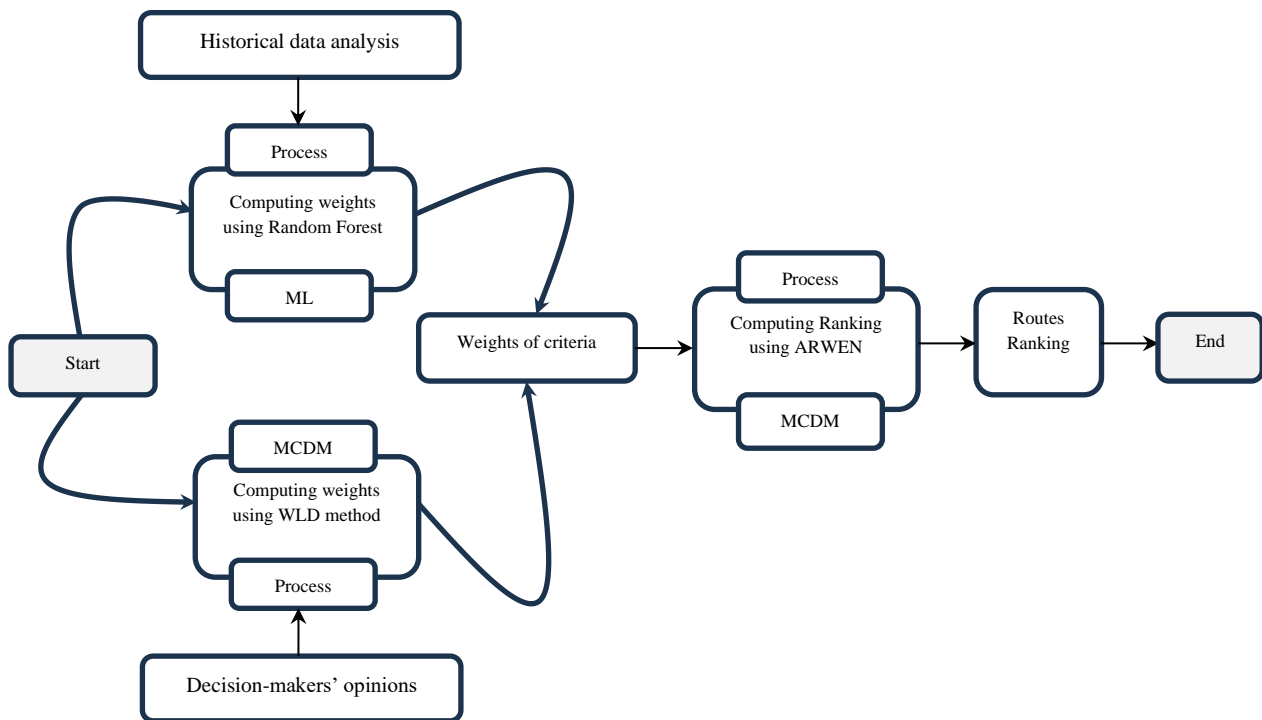 Historical data analysis
Process
Computing weights
using Random Forest
ML
Start
Weights of criteria
Process
Computing Ranking
using ARWEN
MCDM
Routes
Ranking
End
MCDM
Computing weights
using WLD method
Process
Decision-makers’ opinions